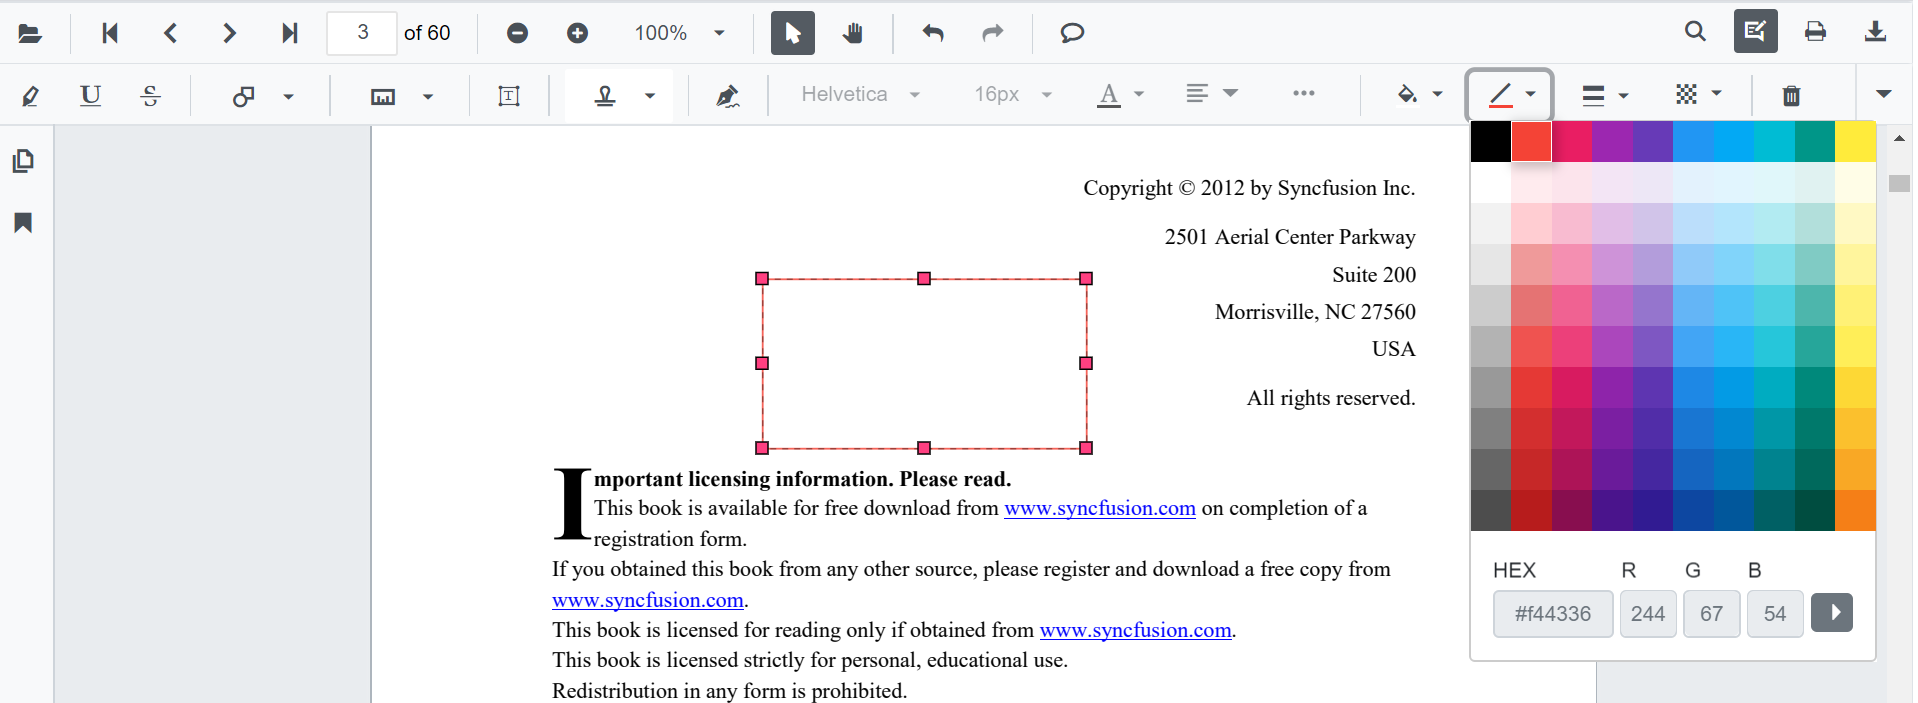 3 of 60
100%
U S
T
Helvetica
16px
A
Copyright © 2012 by Syncfusion Inc.
2501 Aerial Center Parkway
Suite 200
Morrisville, NC 27560
USA
All rights reserved.
Important licensing information. Please read.
This book is available for free download from www.syncfusion.com on completion of a
registration form.
If you obtained this book from any other source, please register and download a free copy from
www.syncfusion.com.
This book is licensed for reading only if obtained from www.syncfusion.com.
This book is licensed strictly for personal, educational use.
Redistribution in any form is prohibited.
HEX R G B
#f44336 244 67 54